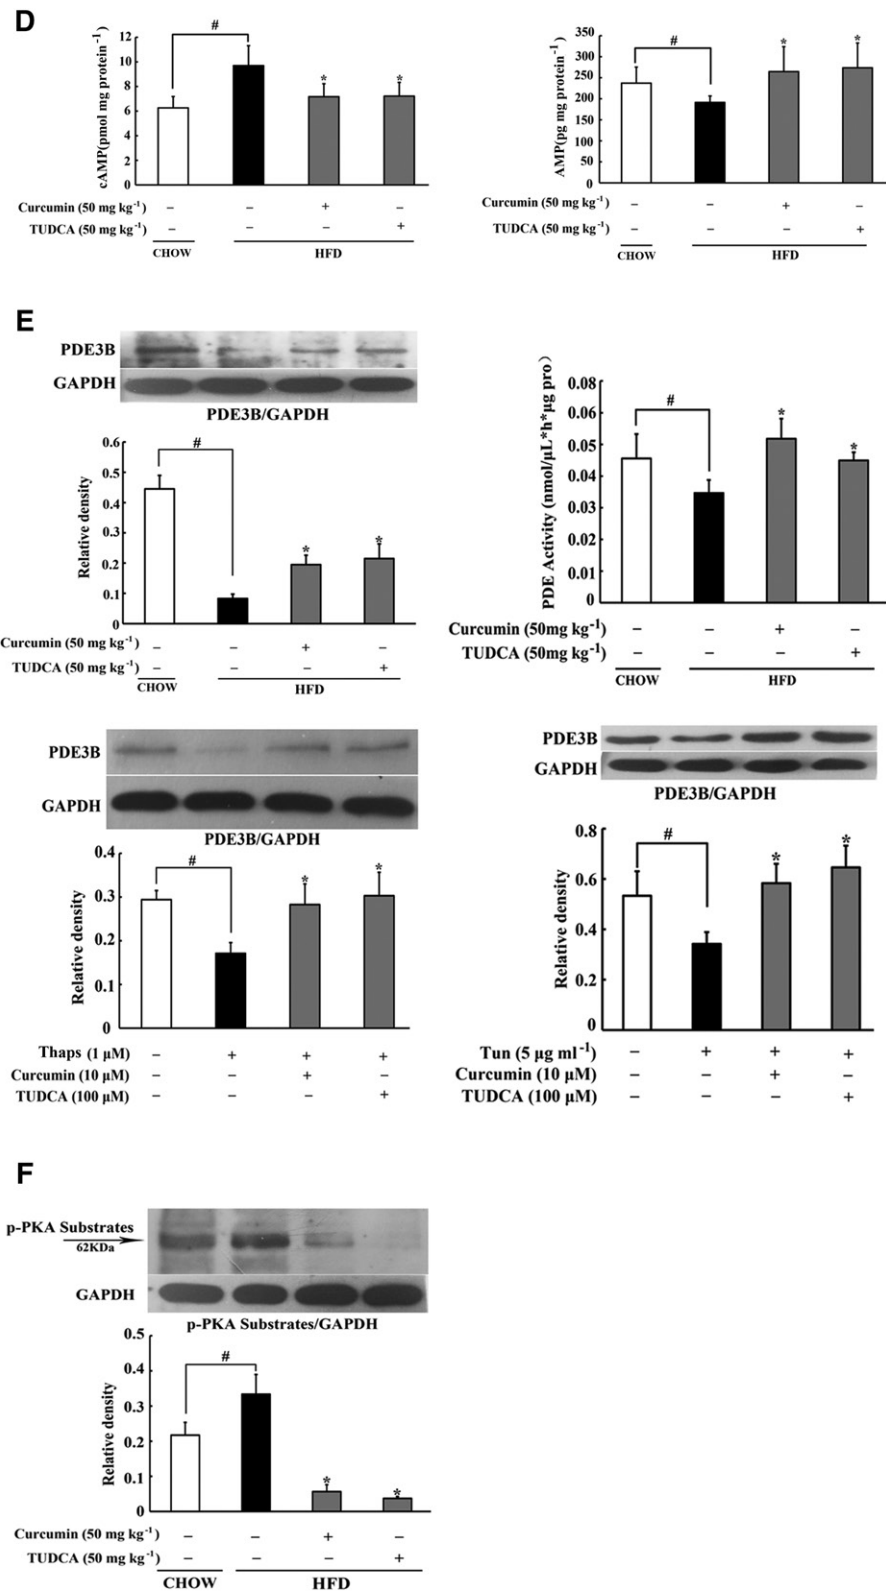 D
cAMP(pmol mg protein-1)
12
10
8
6
4
2
0
#
*
*
Curcumin (50 mg kg-1) – – + –
TUDCA (50 mg kg-1) – – – +
CHOW HFD
AMP(pg mg protein-1)
350
300
250
200
150
100
50
0
#
*
*
Curcumin (50 mg kg-1) – – + –
TUDCA (50 mg kg-1) – – – +
CHOW HFD
E
PDE3B
GAPDH
PDE3B/GAPDH
Relative density
0.6
0.5
0.4
0.3
0.2
0.1
0
#
*
*
Curcumin (50 mg kg-1) – – + –
TUDCA (50 mg kg-1) – – – +
CHOW HFD
PDE Activity (nmol/μL*h*μg pro)
0.08
0.06
0.04
0.03
0.02
0.01
0
#
*
*
Curcumin (50mg kg-1) – – + –
TUDCA (50mg kg-1) – – – +
CHOW HFD
PDE3B
GAPDH
PDE3B/GAPDH
Relative density
0.4
0.3
0.2
0.1
0
#
*
*
Thaps (1 μM) – + + +
Curcumin (10 μM) – – + –
TUDCA (100 μM) – – – +
PDE3B
GAPDH
PDE3B/GAPDH
Relative density
0.8
0.6
0.4
0.2
0
#
*
*
Tun (5 μg ml-1) – + + +
Curcumin (10 μM) – – + –
TUDCA (100 μM) – – – +
F
p-PKA Substrates
62KDa
GAPDH
p-PKA Substrates/GAPDH
Relative density
0.5
0.4
0.3
0.2
0.1
0
#
*
*
Curcumin (50 mg kg-1) – – + –
TUDCA (50 mg kg-1) – – – +
CHOW HFD